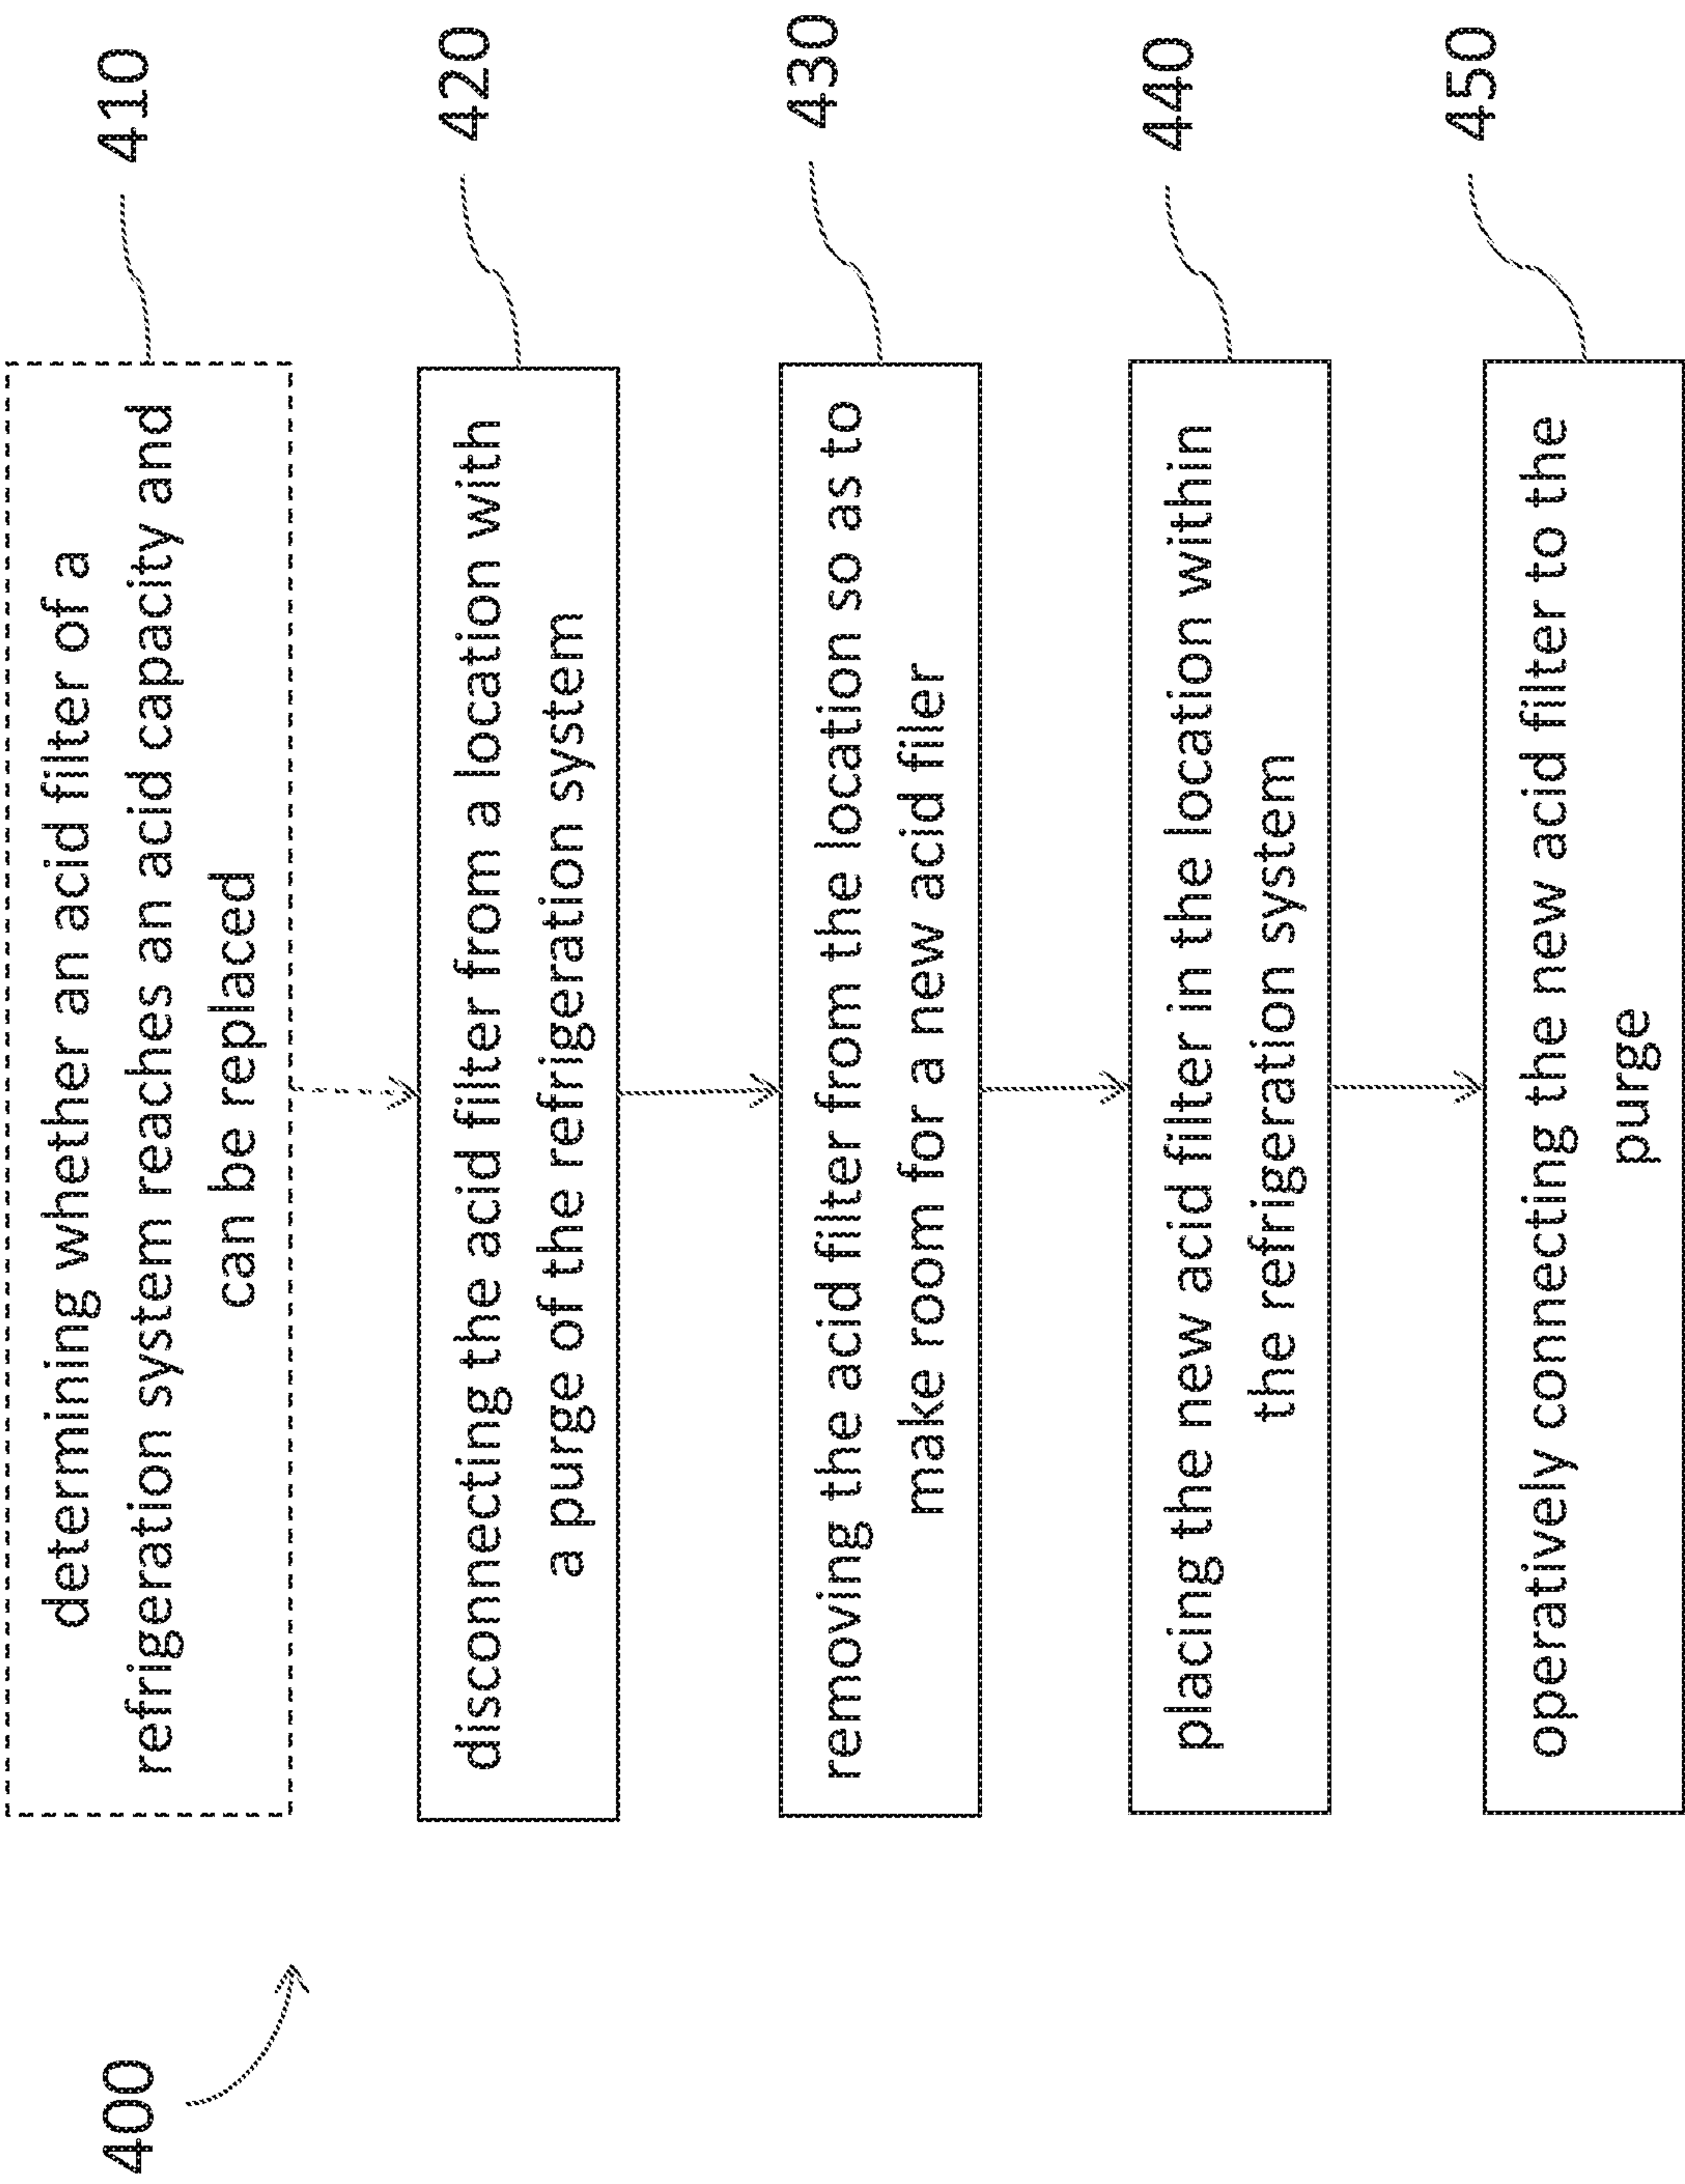 400
determining whether an acid filter of a
refrigeration system reaches an acid capacity and
can be replaced
410
disconnecting the acid filter from a location with
a purge of the refrigeration system
420
removing the acid filter from the location so as to
make room for a new acid filer
430
placing the new acid filter in the location within
the refrigeration system
440
operatively connecting the new acid filter to the
purge
450